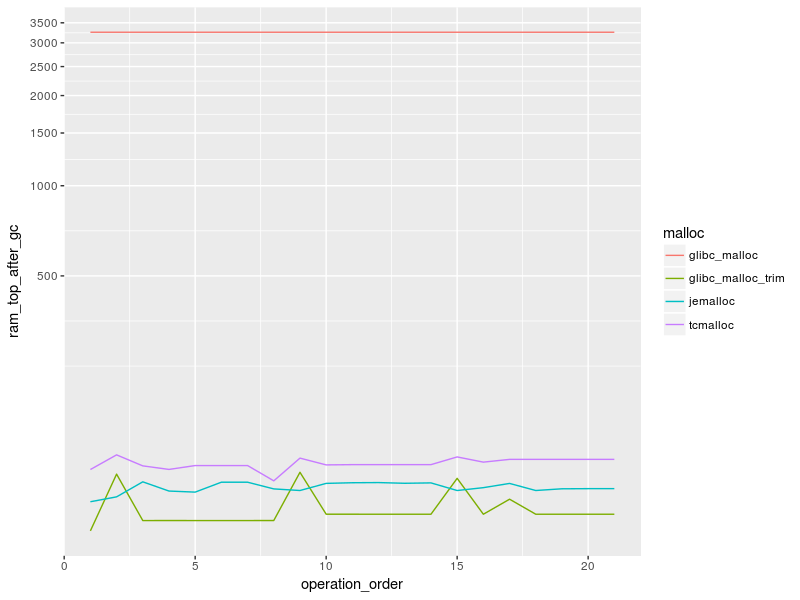 ram_top_after_gc
3500
3000
2500
2000
1500
1000
500
0
5
10
15
20
operation_order
malloc
glibc_malloc
glibc_malloc_trim
jemalloc
tcmalloc